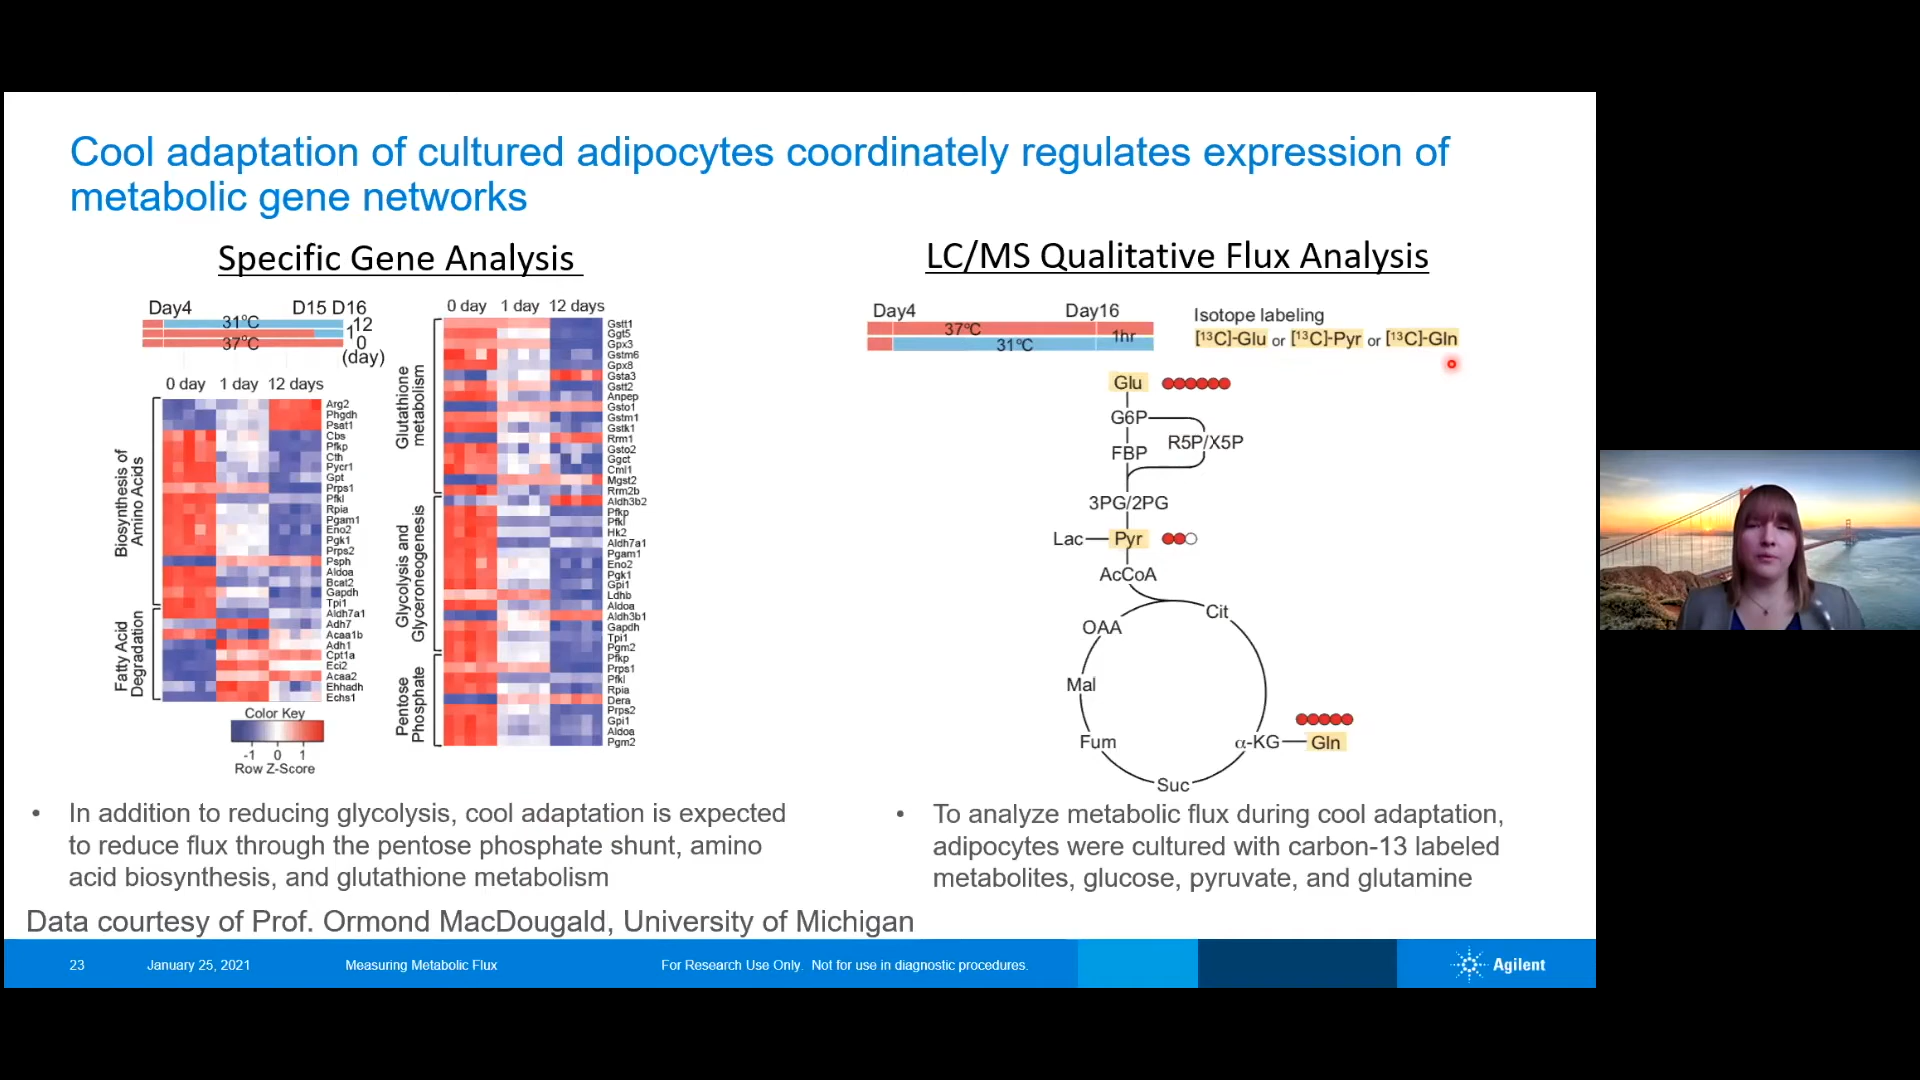 Cool adaptation of cultured adipocytes coordinately regulates expression of
metabolic gene networks
Specific Gene Analysis
Day4 D15 D16
31°C 12
1
37°C 0
(day)
0 day 1 day 12 days
Biosynthesis of
Amino Acids
Arg2
Phgdh
Psat1
Cbs
Pfkp
Cth
Pycr1
Gpt
Prps1
Pfkl
Rpia
Pgam1
Eno2
Pgk1
Prps2
Psph
Aldoa
Bcat2
Gapdh
Tpi1
Fatty Acid
Degradation
Aldh7a1
Adh7
Acaa1b
Adh1
Cpt1a
Eci2
Acaa2
Ehhadh
Echs1
Color Key
-1 0 1
Row Z-Score
0 day 1 day 12 days
Glutathione
metabolism
Gstt1
Ggt5
Gpx3
Gstm6
Gpx8
Gsta3
Gstt2
Anpep
Gsto1
Gstm1
Gstk1
Rrm1
Gsto2
Ggct
Cml1
Mgst2
Rrm2b
Glycolysis and
Glyceroneogenesis
Aldh3b2
Pfkp
Pfkl
Hk2
Aldh7a1
Pgam1
Eno2
Pgk1
Gpi1
Ldhb
Aldoa
Aldh3b1
Gapdh
Tpi1
Pgm2
Pentose
Phosphate
Pfkp
Prps1
Pfkl
Rpia
Dera
Prps2
Gpi1
Aldoa
Pgm2
LC/MS Qualitative Flux Analysis
Day4 Day16
37°C
31°C
1hr
Isotope labeling
[¹³C]-Glu or [¹³C]-Pyr or [¹³C]-Gln
Glu
G6P
R5P/X5P
FBP
3PG/2PG
Lac Pyr
AcCoA
Cit
OAA
Mal
Fum α-KG Gln
Suc
• In addition to reducing glycolysis, cool adaptation is expected
to reduce flux through the pentose phosphate shunt, amino
acid biosynthesis, and glutathione metabolism
• To analyze metabolic flux during cool adaptation,
adipocytes were cultured with carbon-13 labeled
metabolites, glucose, pyruvate, and glutamine
Data courtesy of Prof. Ormond MacDougald, University of Michigan
23 January 25, 2021 Measuring Metabolic Flux For Research Use Only. Not for use in diagnostic procedures. Agilent